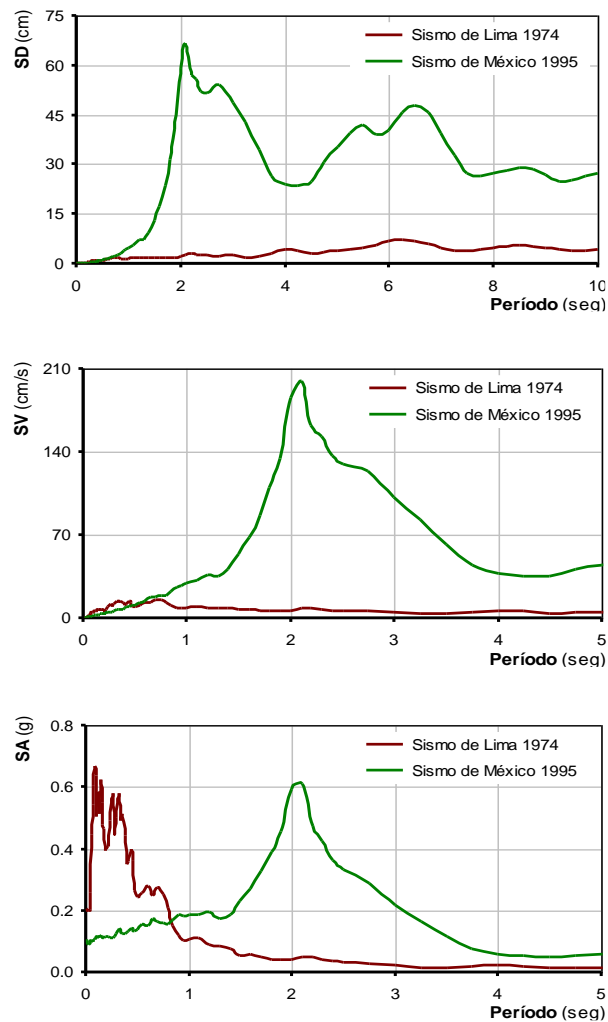 75
60
45
30
15
0
SD (cm)
Sismo de Lima 1974
Sismo de México 1995
0 2 4 6 8 10
Período (seg)
210
140
70
0
SV (cm/s)
Sismo de Lima 1974
Sismo de México 1995
0 1 2 3 4 5
Período (seg)
0.8
0.6
0.4
0.2
0.0
SA (g)
Sismo de Lima 1974
Sismo de México 1995
0 1 2 3 4 5
Período (seg)